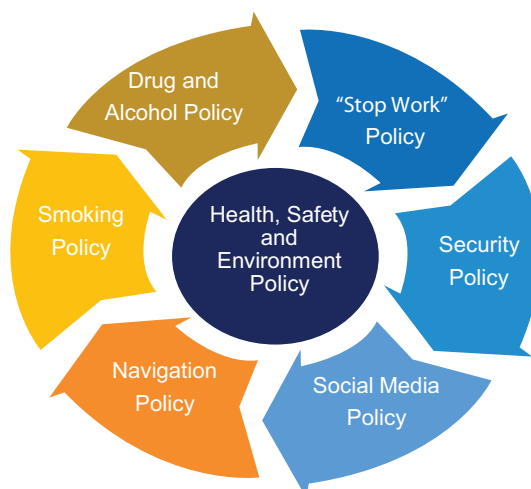 Drug and
Alcohol Policy
“Stop Work”
Policy
Security
Policy
Social Media
Policy
Navigation
Policy
Smoking
Policy
Health, Safety
and
Environment
Policy